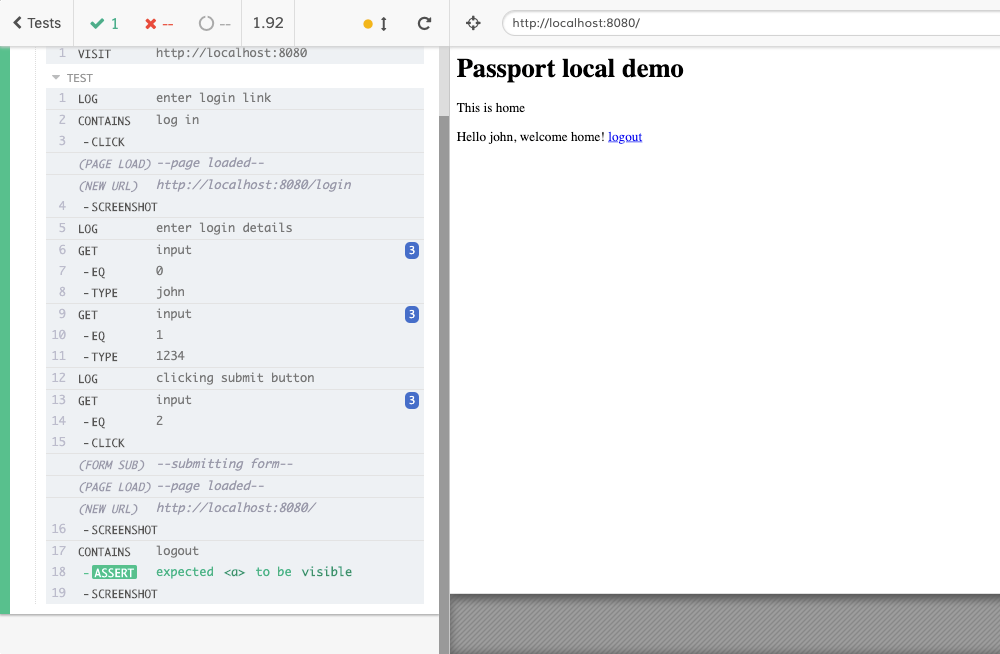 Tests 1 -- -- 1.92
http://localhost:8080/
1 VISIT http://localhost:8080
TEST
1 LOG enter login link
2 CONTAINS log in
3 -CLICK
(PAGE LOAD) --page loaded--
(NEW URL) http://localhost:8080/login
4 -SCREENSHOT
5 LOG enter login details
6 GET input 3
7 -EQ 0
8 -TYPE john
9 GET input 3
10 -EQ 1
11 -TYPE 1234
12 LOG clicking submit button
13 GET input 3
14 -EQ 2
15 -CLICK
(FORM SUB) --submitting form--
(PAGE LOAD) --page loaded--
(NEW URL) http://localhost:8080/
16 -SCREENSHOT
17 CONTAINS logout
18 -ASSERT expected <a> to be visible
19 -SCREENSHOT
Passport local demo
This is home
Hello john, welcome home! logout